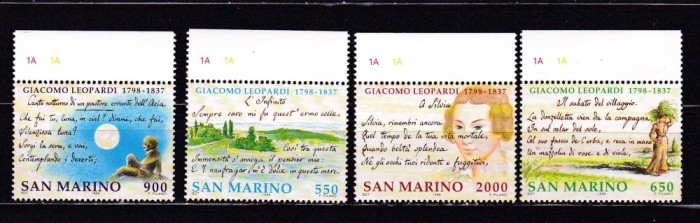 1A 1A
GIACOMO LEOPARDI 1798-1837
Canto notturno di un pastore errante dell'Asia
Che fai tu, luna, in ciel? dimmi, che fai,
Silenziosa luna?
Sorgi la sera, e vai,
Contemplando i deserti;
SAN MARINO 900
1A 1A
GIACOMO LEOPARDI 1798-1837
L'Infinito
Sempre caro mi fu quest'ermo colle,
Così tra questa
Immensità s'annega il pensier mio:
E il naufragar m'è dolce in questo mare.
SAN MARINO 550
1A 1A
GIACOMO LEOPARDI 1798-1837
A Silvia
Silvia, rimembri ancora
Quel tempo della tua vita mortale,
Quando beltà splendea
Negli occhi tuoi ridenti e fuggitivi,
SAN MARINO 2000
1A 1A
GIACOMO LEOPARDI 1798-1837
Il sabato del villaggio.
La donzelletta vien dalla campagna,
In sul calar del sole,
Col suo fascio dell'erba; e reca in mano
Un mazzolin di rose e di viole,
SAN MARINO 650